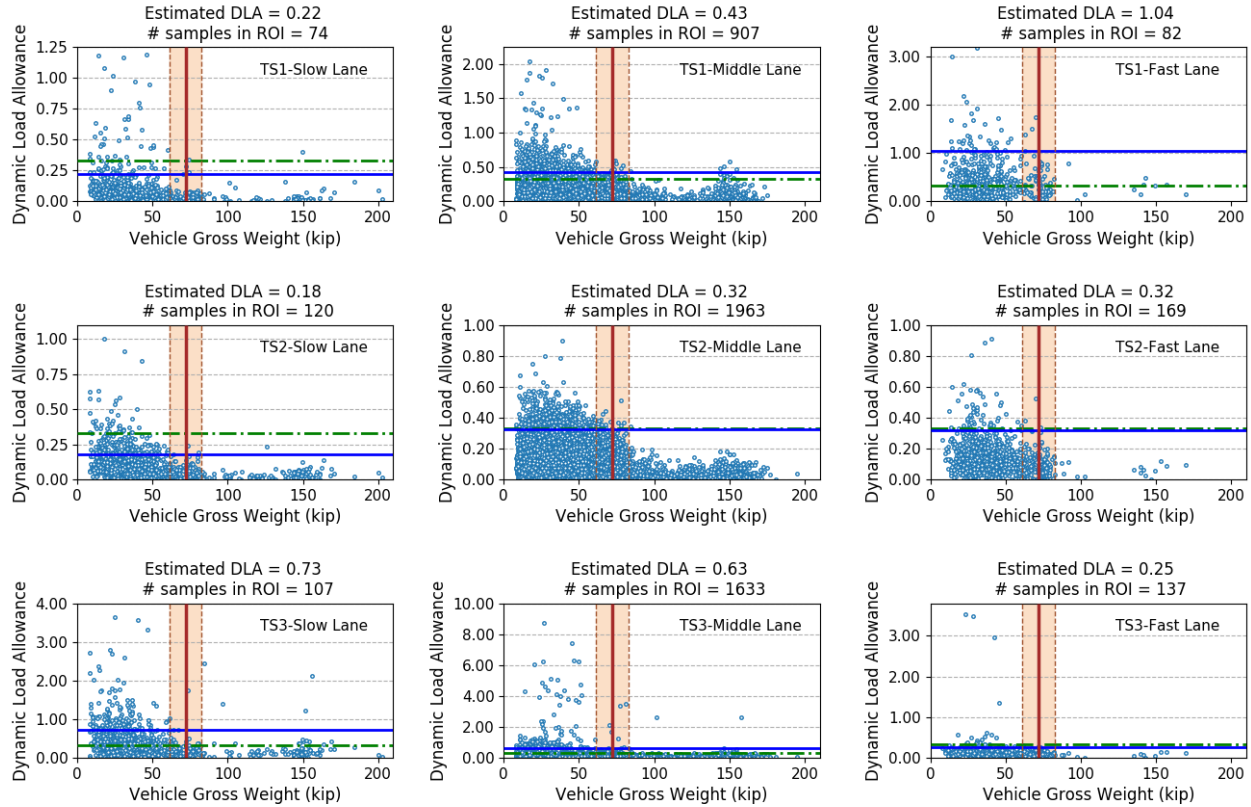 Estimated DLA = 0.22
# samples in ROI = 74
TS1-Slow Lane
1.25
1.00
0.75
0.50
0.25
0.00
Dynamic Load Allowance
0 50 100 150 200
Vehicle Gross Weight (kip)
Estimated DLA = 0.43
# samples in ROI = 907
TS1-Middle Lane
2.00
1.50
1.00
0.50
0.00
Dynamic Load Allowance
0 50 100 150 200
Vehicle Gross Weight (kip)
Estimated DLA = 1.04
# samples in ROI = 82
TS1-Fast Lane
3.00
2.00
1.00
0.00
Dynamic Load Allowance
0 50 100 150 200
Vehicle Gross Weight (kip)
Estimated DLA = 0.18
# samples in ROI = 120
TS2-Slow Lane
1.00
0.75
0.50
0.25
0.00
Dynamic Load Allowance
0 50 100 150 200
Vehicle Gross Weight (kip)
Estimated DLA = 0.32
# samples in ROI = 1963
TS2-Middle Lane
1.00
0.80
0.60
0.40
0.20
0.00
Dynamic Load Allowance
0 50 100 150 200
Vehicle Gross Weight (kip)
Estimated DLA = 0.32
# samples in ROI = 169
TS2-Fast Lane
1.00
0.80
0.60
0.40
0.20
0.00
Dynamic Load Allowance
0 50 100 150 200
Vehicle Gross Weight (kip)
Estimated DLA = 0.73
# samples in ROI = 107
TS3-Slow Lane
4.00
3.00
2.00
1.00
0.00
Dynamic Load Allowance
0 50 100 150 200
Vehicle Gross Weight (kip)
Estimated DLA = 0.63
# samples in ROI = 1633
TS3-Middle Lane
10.00
8.00
6.00
4.00
2.00
0.00
Dynamic Load Allowance
0 50 100 150 200
Vehicle Gross Weight (kip)
Estimated DLA = 0.25
# samples in ROI = 137
TS3-Fast Lane
3.00
2.00
1.00
0.00
Dynamic Load Allowance
0 50 100 150 200
Vehicle Gross Weight (kip)